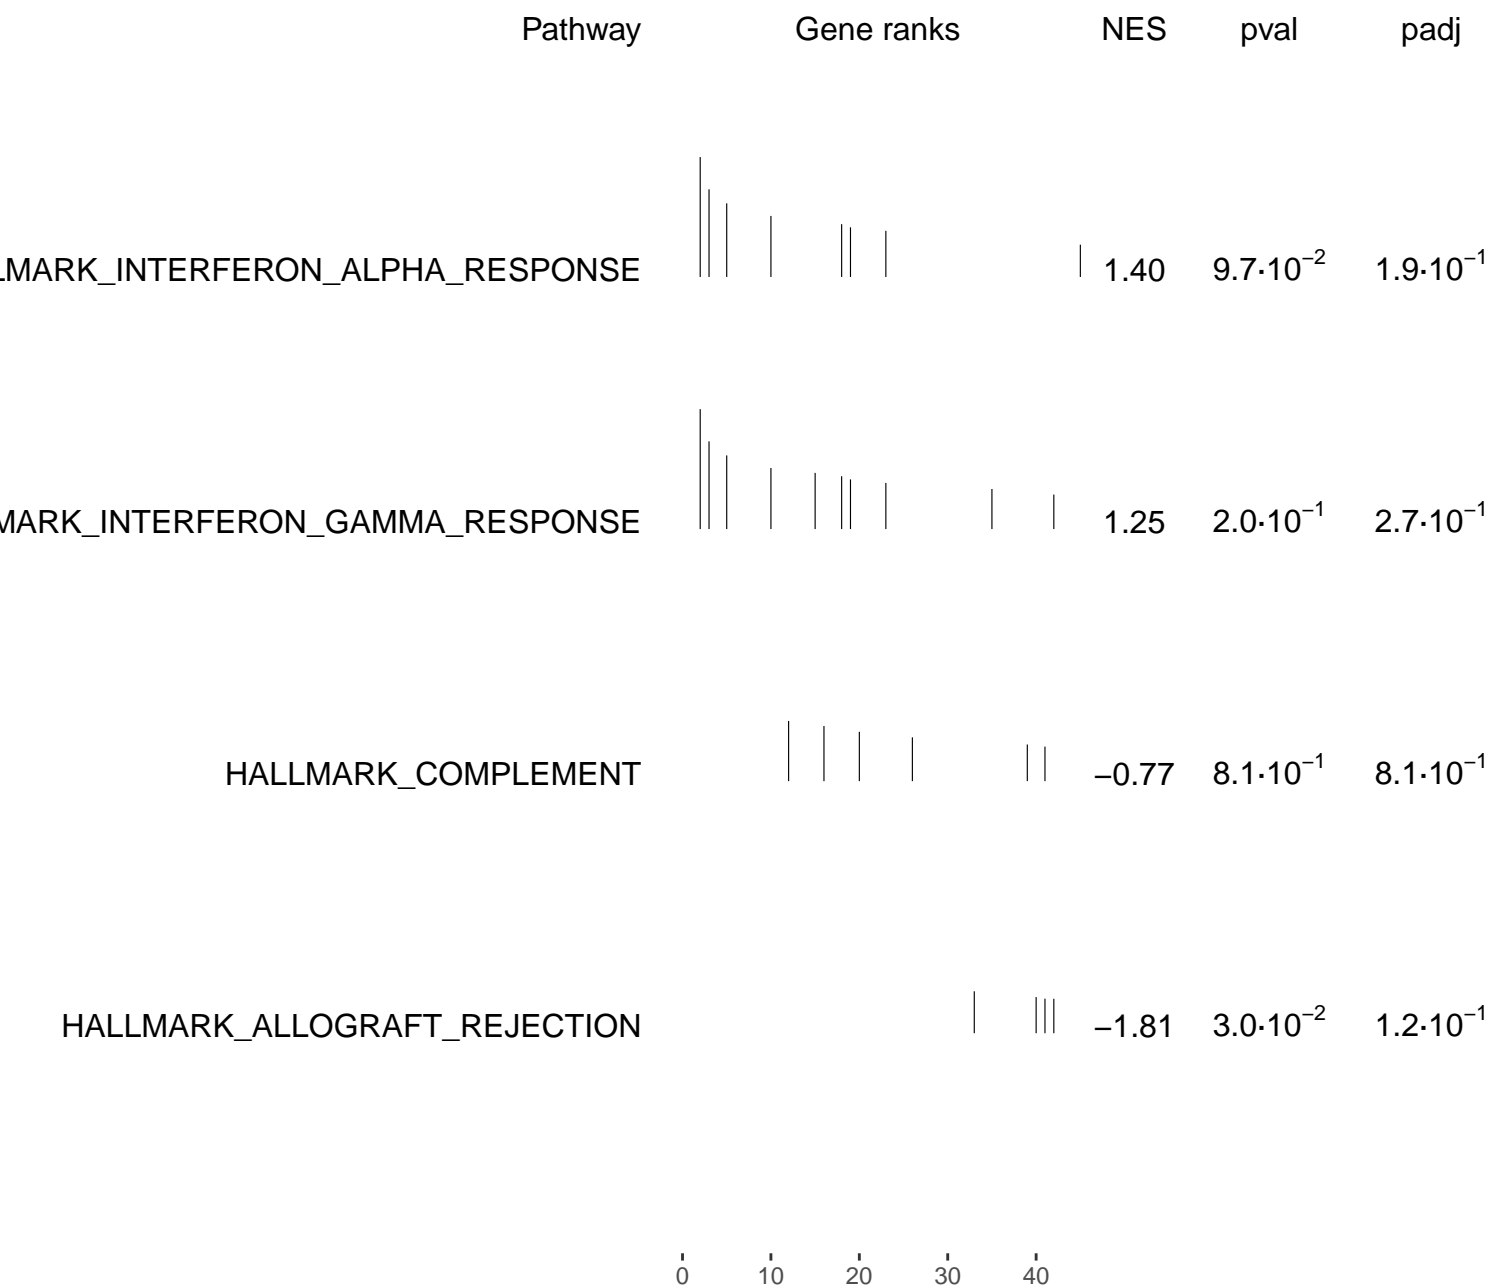 Pathway Gene ranks NES pval padj
LMARK_INTERFERON_ALPHA_RESPONSE 1.40 9.7·10⁻² 1.9·10⁻¹
MARK_INTERFERON_GAMMA_RESPONSE 1.25 2.0·10⁻¹ 2.7·10⁻¹
HALLMARK_COMPLEMENT −0.77 8.1·10⁻¹ 8.1·10⁻¹
HALLMARK_ALLOGRAFT_REJECTION −1.81 3.0·10⁻² 1.2·10⁻¹
0 10 20 30 40